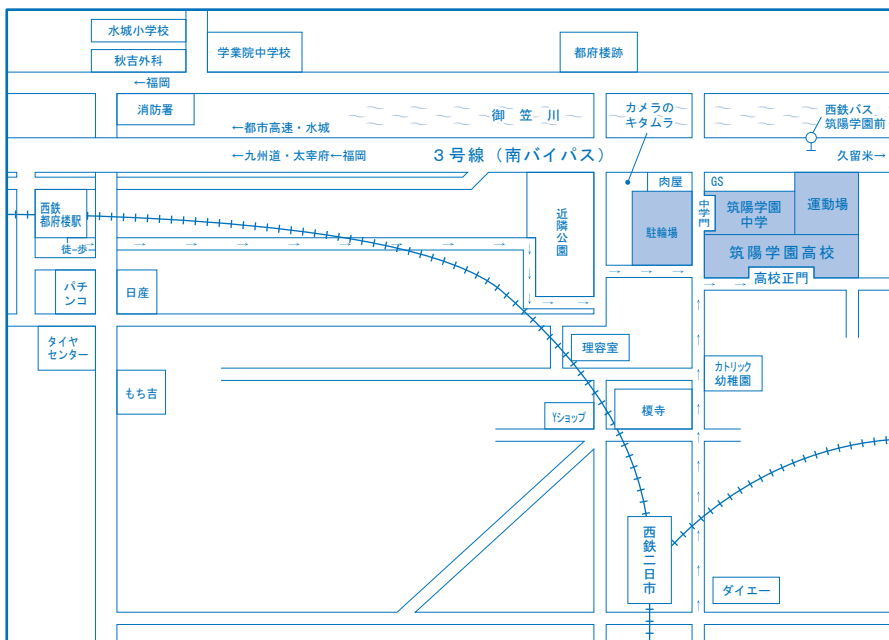 水城小学校
秋吉外科
学業院中学校
都府楼跡
←福岡
消防署
御笠川
カメラの
キタムラ
西鉄バス
筑陽学園前
←都市高速・水城
←九州道・太宰府←福岡
3号線（南バイパス）
久留米→
肉屋
GS
西鉄
都府楼駅
近隣公園
駐輪場
中学門
筑陽学園
中学
運動場
筑陽学園高校
高校正門
徒歩
パチ
ンコ
日産
タイヤ
センター
理容室
カトリック
幼稚園
もち吉
Yショップ
榎寺
西鉄二日市
ダイエー